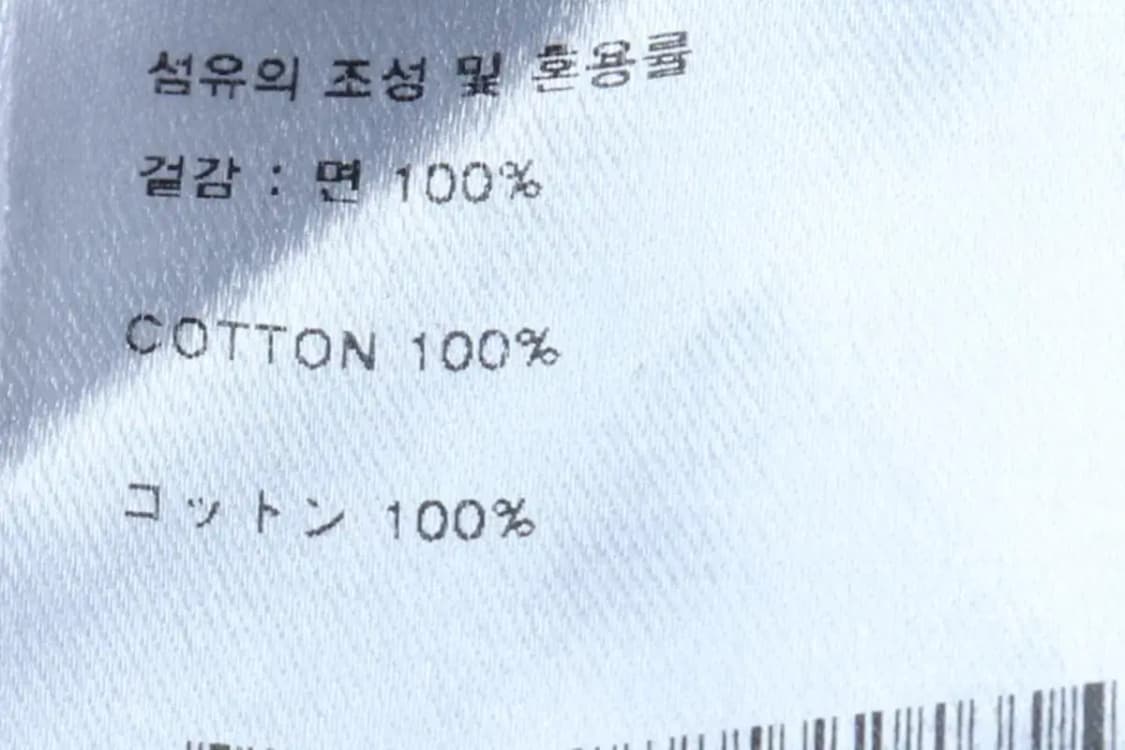 섬유의 조성 및 혼용률
겉감 : 면 100%
COTTON 100%
コットン 100%